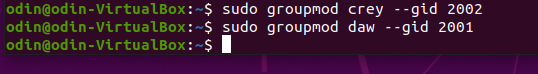 odin@odin-VirtualBox:~$ sudo groupmod crey --gid 2002
odin@odin-VirtualBox:~$ sudo groupmod daw --gid 2001
odin@odin-VirtualBox:~$